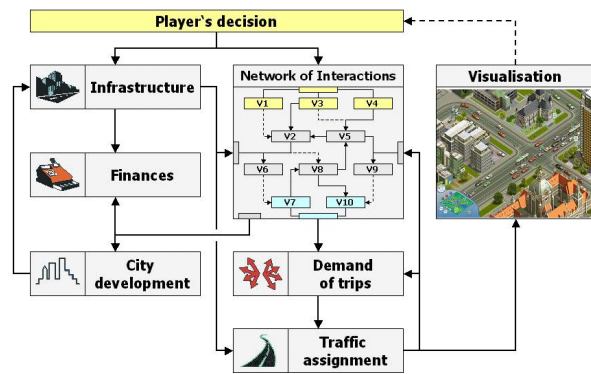 Player's decision
Infrastructure
Network of Interactions
Visualisation
V1
V3
V4
V2
V5
Finances
V6
V8
V9
V7
V10
City
development
Demand
of trips
Traffic
assignment